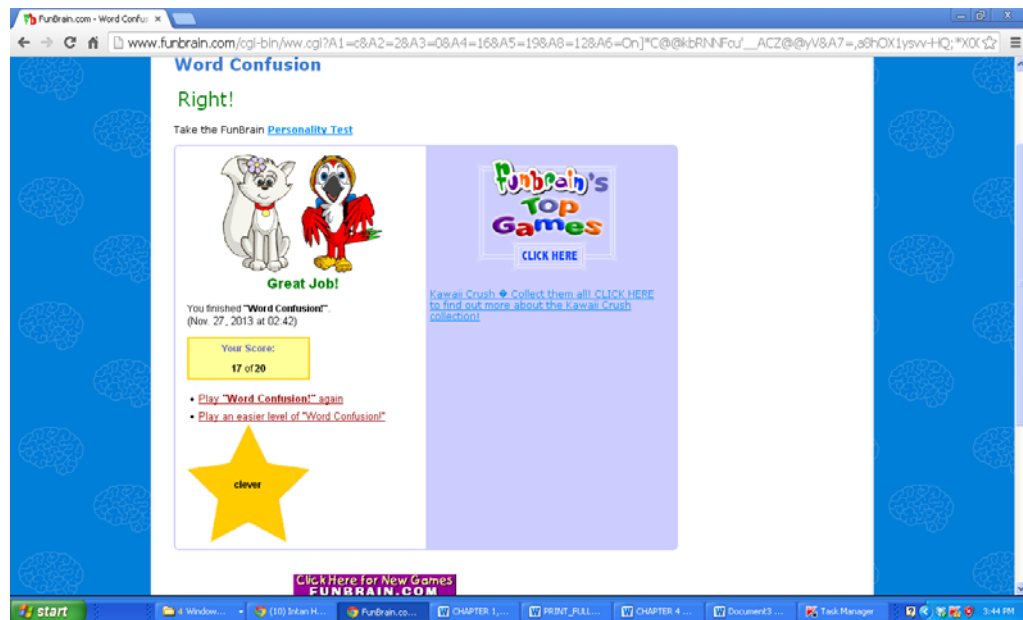 FunBrain.com - Word Confus
www.funbrain.com/cgi-bin/ww.cgi?A1=c&A2=2&A3=0&A4=16&A5=19&A8=12&A6=On]*C@@kbRNNFcu'__ACZ@@yV&A7=,a8hOX1ysvv-HQ;*X0(
Word Confusion
Right!
Take the FunBrain Personality Test
Great Job!
You finished "Word Confusion!".
(Nov. 27, 2013 at 02:42)
Your Score:
17 of 20
• Play "Word Confusion!" again
• Play an easier level of "Word Confusion!"
clever
Funbrain's
Top
Games
CLICK HERE
Kawaii Crush � Collect them all! CLICK HERE
to find out more about the Kawaii Crush
collection!
Click Here for New Games
FUNBRAIN.COM
start
4 Window...
(10) Intan H...
FunBrain.co...
CHAPTER 1,...
PRINT_FULL...
CHAPTER 4 ...
Document3 ...
Task Manager
3:44 PM